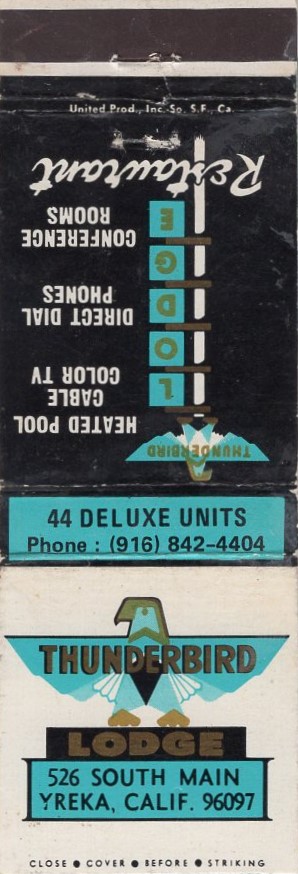 United Prod., Inc. So. S.F., Ca.
THUNDERBIRD
LODGE
Restaurant
HEATED POOL
CABLE
COLOR TV
DIRECT DIAL
PHONES
CONFERENCE
ROOMS
44 DELUXE UNITS
Phone : (916) 842-4404
THUNDERBIRD
LODGE
526 SOUTH MAIN
YREKA, CALIF. 96097
CLOSE ● COVER ● BEFORE ● STRIKING